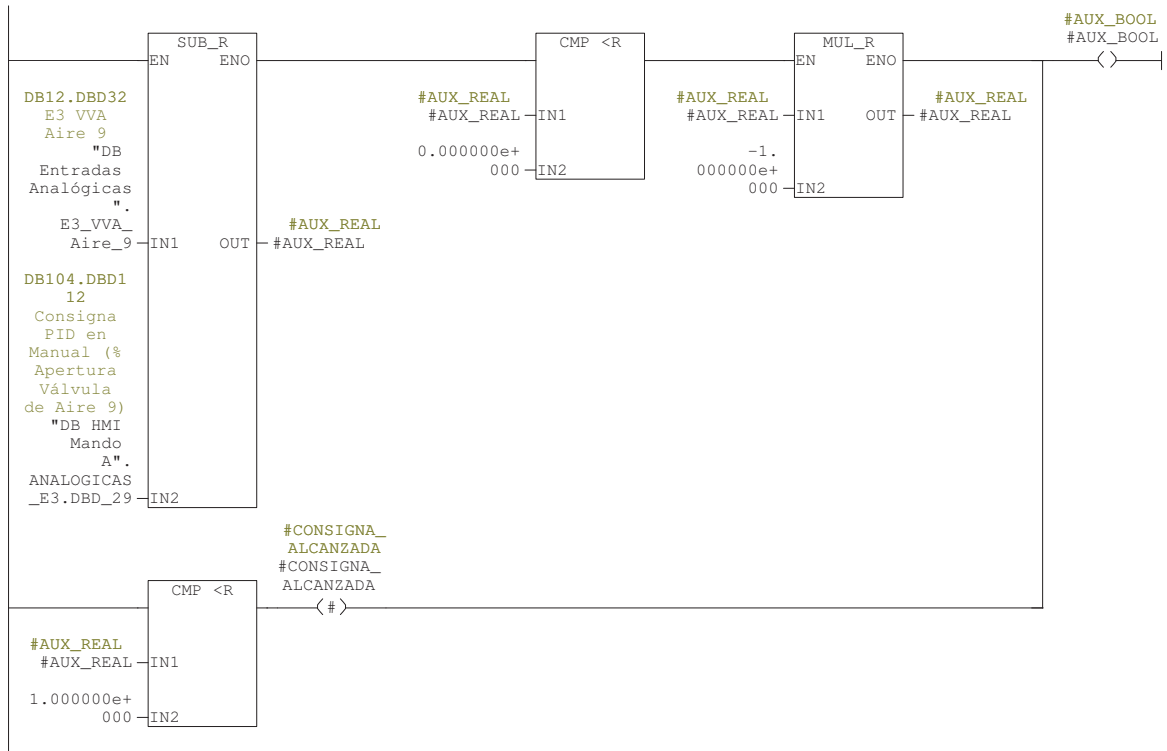 #AUX_BOOL
#AUX_BOOL
SUB_R
EN ENO
CMP <R
MUL_R
EN ENO
DB12.DBD32
E3 VVA
Aire 9
"DB
Entradas
Analógicas
".
E3_VVA_
Aire_9
IN1 OUT
#AUX_REAL
#AUX_REAL
#AUX_REAL
#AUX_REAL
IN1
0.000000e+
000
IN2
#AUX_REAL
#AUX_REAL
IN1 OUT
#AUX_REAL
#AUX_REAL
-1.
000000e+
000
IN2
DB104.DBD1
12
Consigna
PID en
Manual (%
Apertura
Válvula
de Aire 9)
"DB HMI
Mando
A".
ANALOGICAS
_E3.DBD_29
IN2
#CONSIGNA_
ALCANZADA
#CONSIGNA_
ALCANZADA
(#)
CMP <R
#AUX_REAL
#AUX_REAL
IN1
1.000000e+
000
IN2